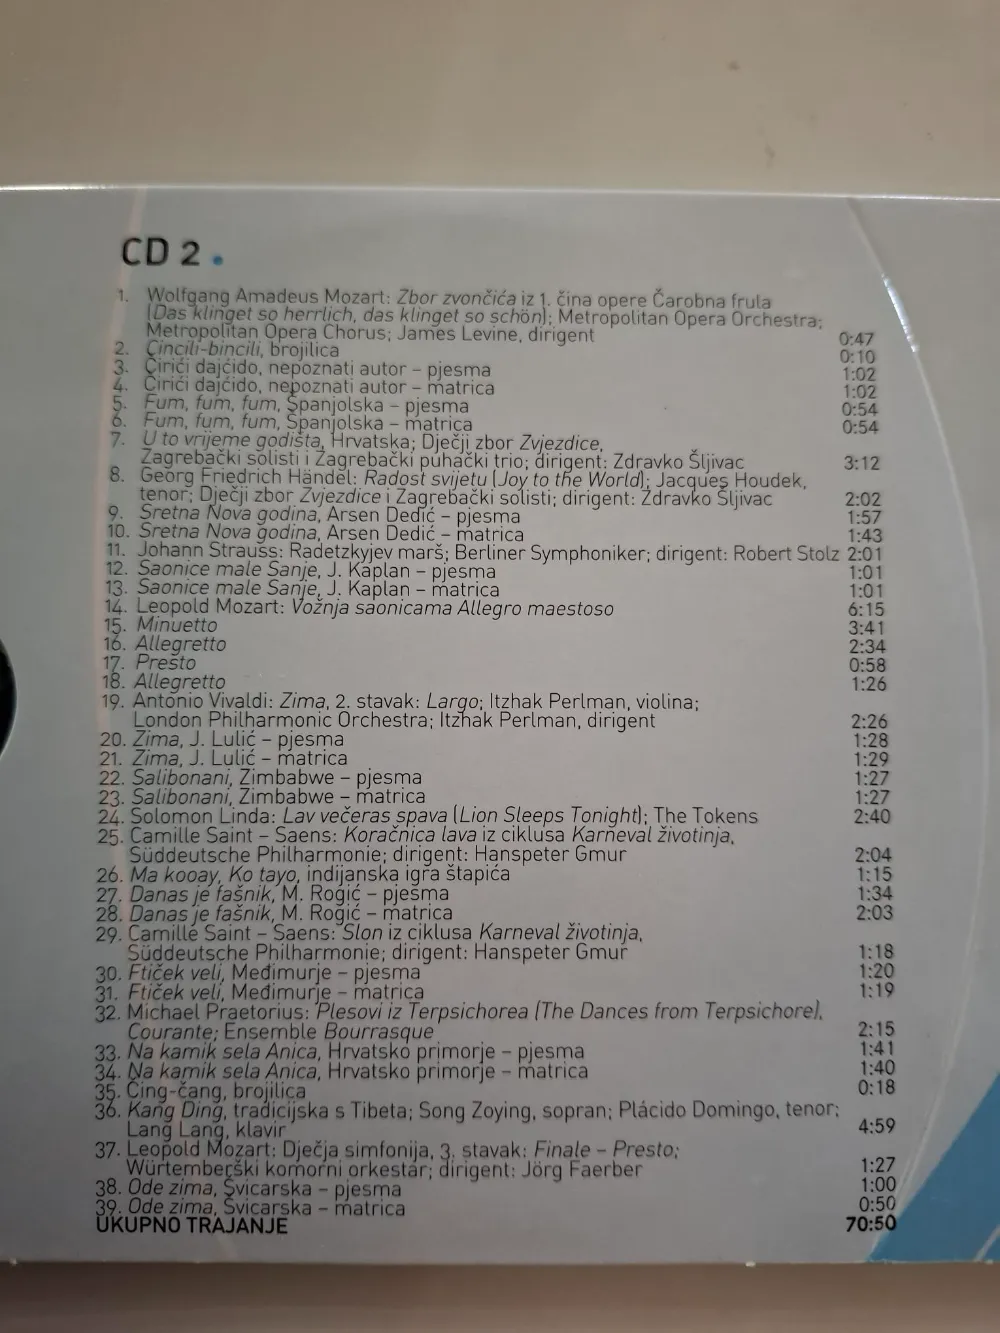 CD 2 .
1. Wolfgang Amadeus Mozart: Zbor zvončića iz 1. čina opere Čarobna frula
(Das klinget so herrlich, das klinget so schön); Metropolitan Opera Orchestra;
Metropolitan Opera Chorus; James Levine, dirigent 0:47
2. Cincili-bincili, brojilica 0:10
3. Ćirići dajćido, nepoznati autor – pjesma 1:02
4. Ćirići dajćido, nepoznati autor – matrica 1:02
5. Fum, fum, fum, Španjolska – pjesma 0:54
6. Fum, fum, fum, Španjolska – matrica 0:54
7. U to vrijeme godišta, Hrvatska; Dječji zbor Zvjezdice,
Zagrebački solisti i Zagrebački puhački trio; dirigent: Zdravko Šljivac 3:12
8. Georg Friedrich Händel: Radost svijetu (Joy to the World); Jacques Houdek,
tenor; Dječji zbor Zvjezdice i Zagrebački solisti; dirigent: Zdravko Šljivac 2:02
9. Sretna Nova godina, Arsen Dedić – pjesma 1:57
10. Sretna Nova godina, Arsen Dedić – matrica 1:43
11. Johann Strauss: Radetzkyjev marš; Berliner Symphoniker; dirigent: Robert Stolz 2:01
12. Saonice male Sanje, J. Kaplan – pjesma 1:01
13. Saonice male Sanje, J. Kaplan – matrica 1:01
14. Leopold Mozart: Vožnja saonicama Allegro maestoso 6:15
15. Minuetto 3:41
16. Allegretto 2:34
17. Presto 0:58
18. Allegretto 1:26
19. Antonio Vivaldi: Zima, 2. stavak: Largo; Itzhak Perlman, violina;
London Philharmonic Orchestra; Itzhak Perlman, dirigent 2:26
20. Zima, J. Lulić – pjesma 1:28
21. Zima, J. Lulić – matrica 1:29
22. Salibonani, Zimbabwe – pjesma 1:27
23. Salibonani, Zimbabwe – matrica 1:27
24. Solomon Linda: Lav večeras spava (Lion Sleeps Tonight); The Tokens 2:40
25. Camille Saint – Saens: Koračnica lava iz ciklusa Karneval životinja,
Süddeutsche Philharmonie; dirigent: Hanspeter Gmur 2:04
26. Ma kooay, Ko tayo, indijanska igra štapića 1:15
27. Danas je fašnik, M. Rogić – pjesma 1:34
28. Danas je fašnik, M. Rogić – matrica 2:03
29. Camille Saint – Saens: Slon iz ciklusa Karneval životinja,
Süddeutsche Philharmonie; dirigent: Hanspeter Gmur 1:18
30. Ftiček veli, Međimurje – pjesma 1:20
31. Ftiček veli, Međimurje – matrica 1:19
32. Michael Praetorius: Plesovi iz Terpsichorea (The Dances from Terpsichore),
Courante; Ensemble Bourrasque 2:15
33. Na kamik sela Anica, Hrvatsko primorje – pjesma 1:41
34. Na kamik sela Anica, Hrvatsko primorje – matrica 1:40
35. Čing-čang, brojilica 0:18
36. Kang Ding, tradicijska s Tibeta; Song Zoying, sopran; Plácido Domingo, tenor;
Lang Lang, klavir 4:59
37. Leopold Mozart: Dječja simfonija, 3. stavak: Finale – Presto;
Würtemberški komorni orkestar; dirigent: Jörg Faerber 1:27
38. Ode zima, Švicarska – pjesma 1:00
39. Ode zima, Švicarska – matrica 0:50
UKUPNO TRAJANJE 70:50